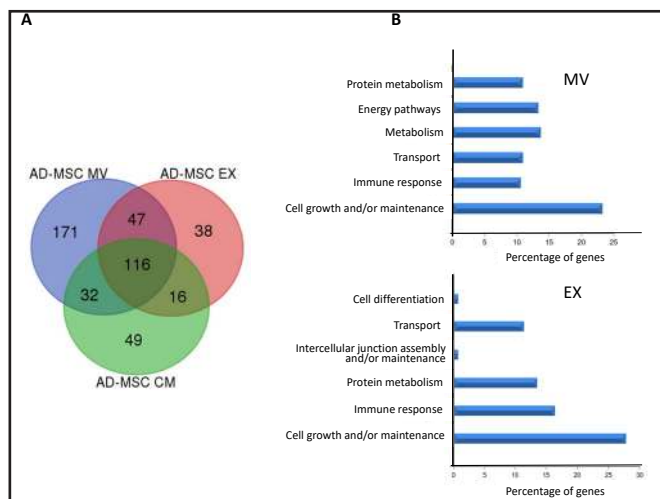 A
AD-MSC MV
AD-MSC EX
171
47
38
116
32
16
49
AD-MSC CM
B
MV
Protein metabolism
Energy pathways
Metabolism
Transport
Immune response
Cell growth and/or maintenance
0 5 10 15 20 25
Percentage of genes
EX
Cell differentiation
Transport
Intercellular junction assembly
and/or maintenance
Protein metabolism
Immune response
Cell growth and/or maintenance
0 5 10 15 20 25 30
Percentage of genes